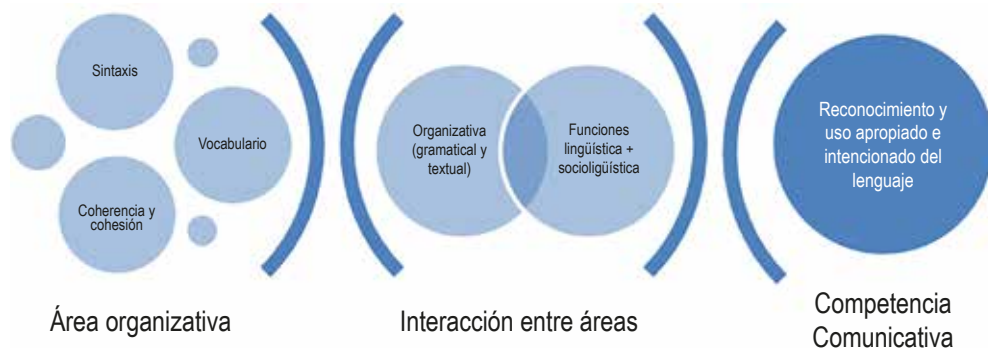 Sintaxis
Vocabulario
Coherencia y
cohesión
Área organizativa
Organizativa
(gramatical y
textual)
Funciones
lingüística +
socioligüística
Interacción entre áreas
Reconocimiento y
uso apropiado e
intencionado del
lenguaje
Competencia
Comunicativa